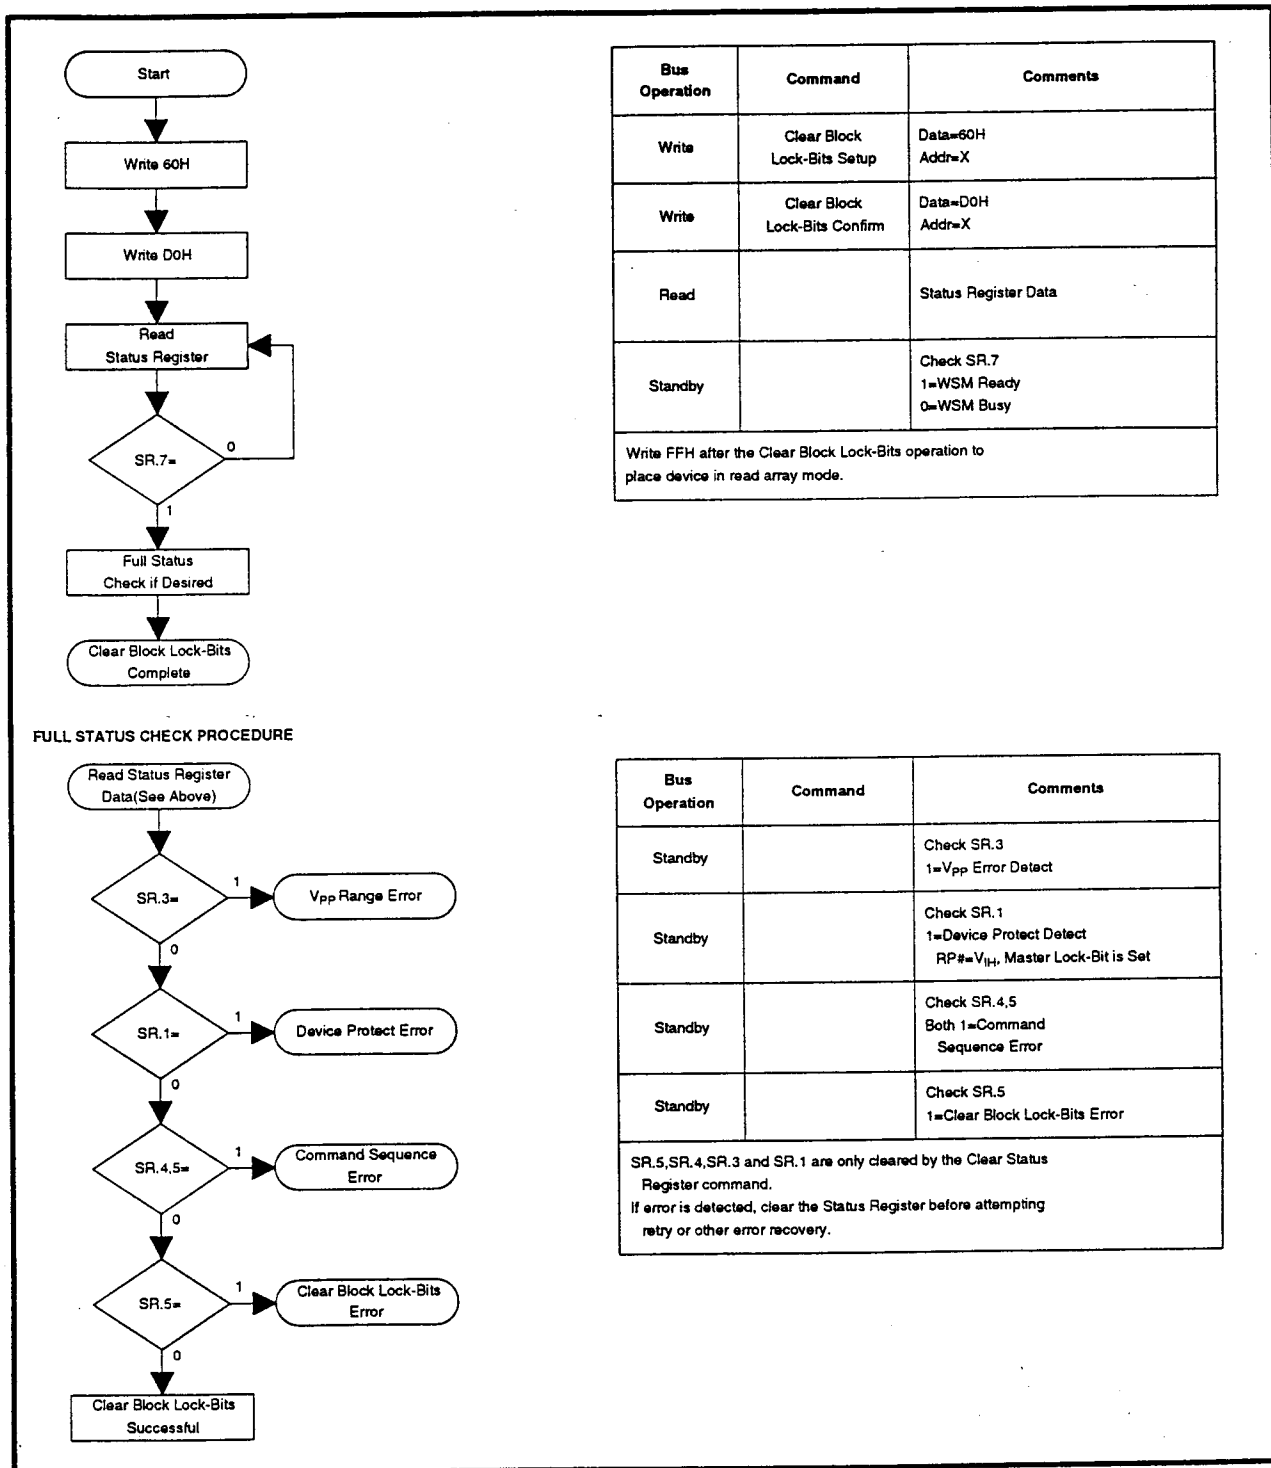 Start
Write 60H
Write D0H
Read
Status Register
SR.7=
0
1
Full Status
Check if Desired
Clear Block Lock-Bits
Complete
Bus
Operation
Command
Comments
Write
Clear Block
Lock-Bits Setup
Data=60H
Addr=X
Write
Clear Block
Lock-Bits Confirm
Data=D0H
Addr=X
Read
Status Register Data
Standby
Check SR.7
1=WSM Ready
0=WSM Busy
Write FFH after the Clear Block Lock-Bits operation to
place device in read array mode.
FULL STATUS CHECK PROCEDURE
Read Status Register
Data(See Above)
SR.3=
1
VPP Range Error
0
SR.1=
1
Device Protect Error
0
SR.4,5=
1
Command Sequence
Error
0
SR.5=
1
Clear Block Lock-Bits
Error
0
Clear Block Lock-Bits
Successful
Bus
Operation
Command
Comments
Standby
Check SR.3
1=VPP Error Detect
Standby
Check SR.1
1=Device Protect Detect
RP#=VIH, Master Lock-Bit is Set
Standby
Check SR.4,5
Both 1=Command
Sequence Error
Standby
Check SR.5
1=Clear Block Lock-Bits Error
SR.5,SR.4,SR.3 and SR.1 are only cleared by the Clear Status
Register command.
If error is detected, clear the Status Register before attempting
retry or other error recovery.